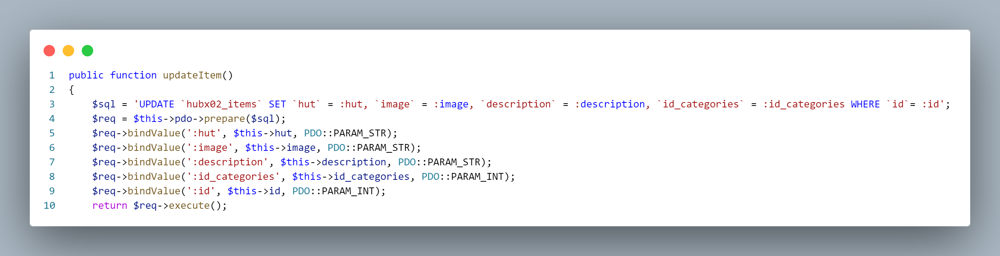 1 public function updateItem()
2 {
3     $sql = 'UPDATE `hubx02_items` SET `hut` = :hut, `image` = :image, `description` = :description, `id_categories` = :id_categories WHERE `id`= :id';
4     $req = $this->pdo->prepare($sql);
5     $req->bindValue(':hut', $this->hut, PDO::PARAM_STR);
6     $req->bindValue(':image', $this->image, PDO::PARAM_STR);
7     $req->bindValue(':description', $this->description, PDO::PARAM_STR);
8     $req->bindValue(':id_categories', $this->id_categories, PDO::PARAM_INT);
9     $req->bindValue(':id', $this->id, PDO::PARAM_INT);
10     return $req->execute();